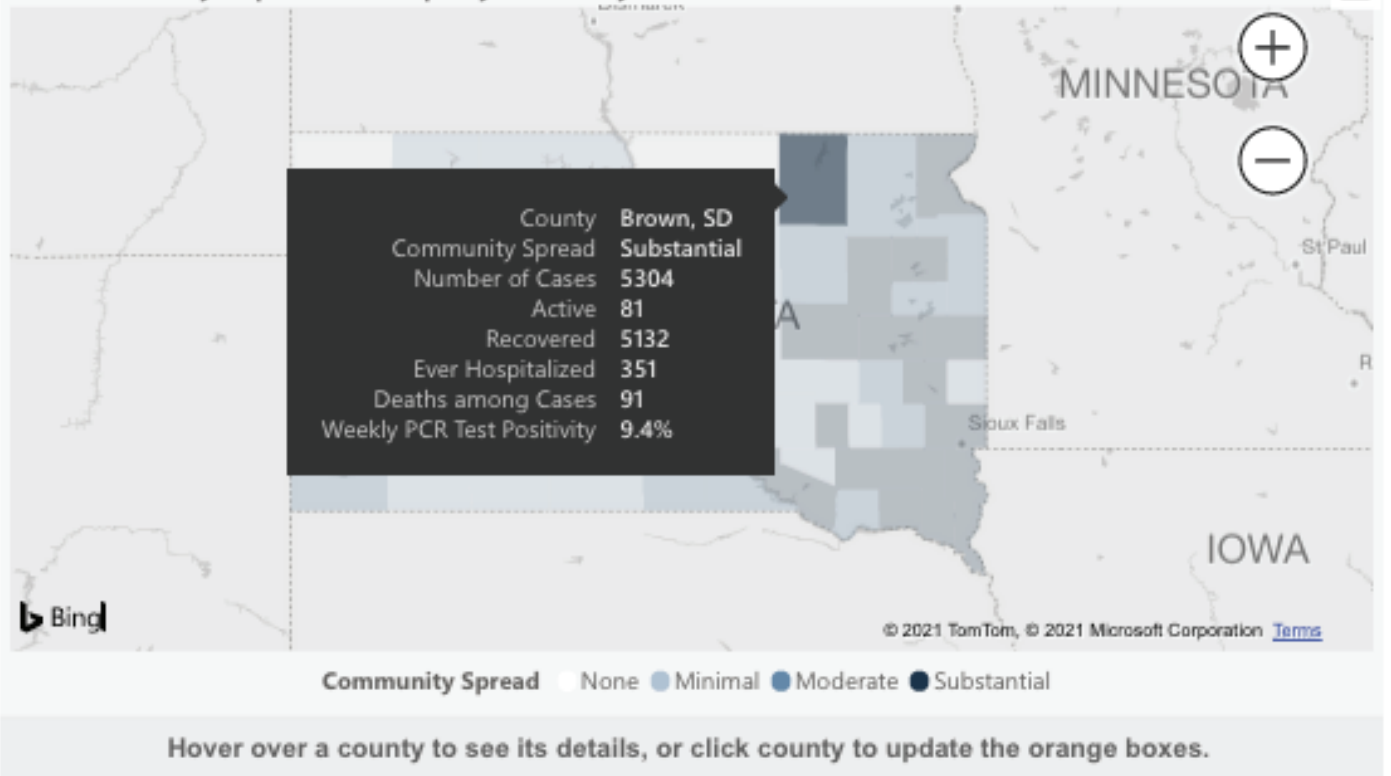 Bismarck
MINNESOTA
County Brown, SD
Community Spread Substantial
Number of Cases 5304
Active 81
Recovered 5132
Ever Hospitalized 351
Deaths among Cases 91
Weekly PCR Test Positivity 9.4%
St Paul
A
R
Sioux Falls
IOWA
Bing
© 2021 TomTom, © 2021 Microsoft Corporation Terms
Community Spread None Minimal Moderate Substantial
Hover over a county to see its details, or click county to update the orange boxes.